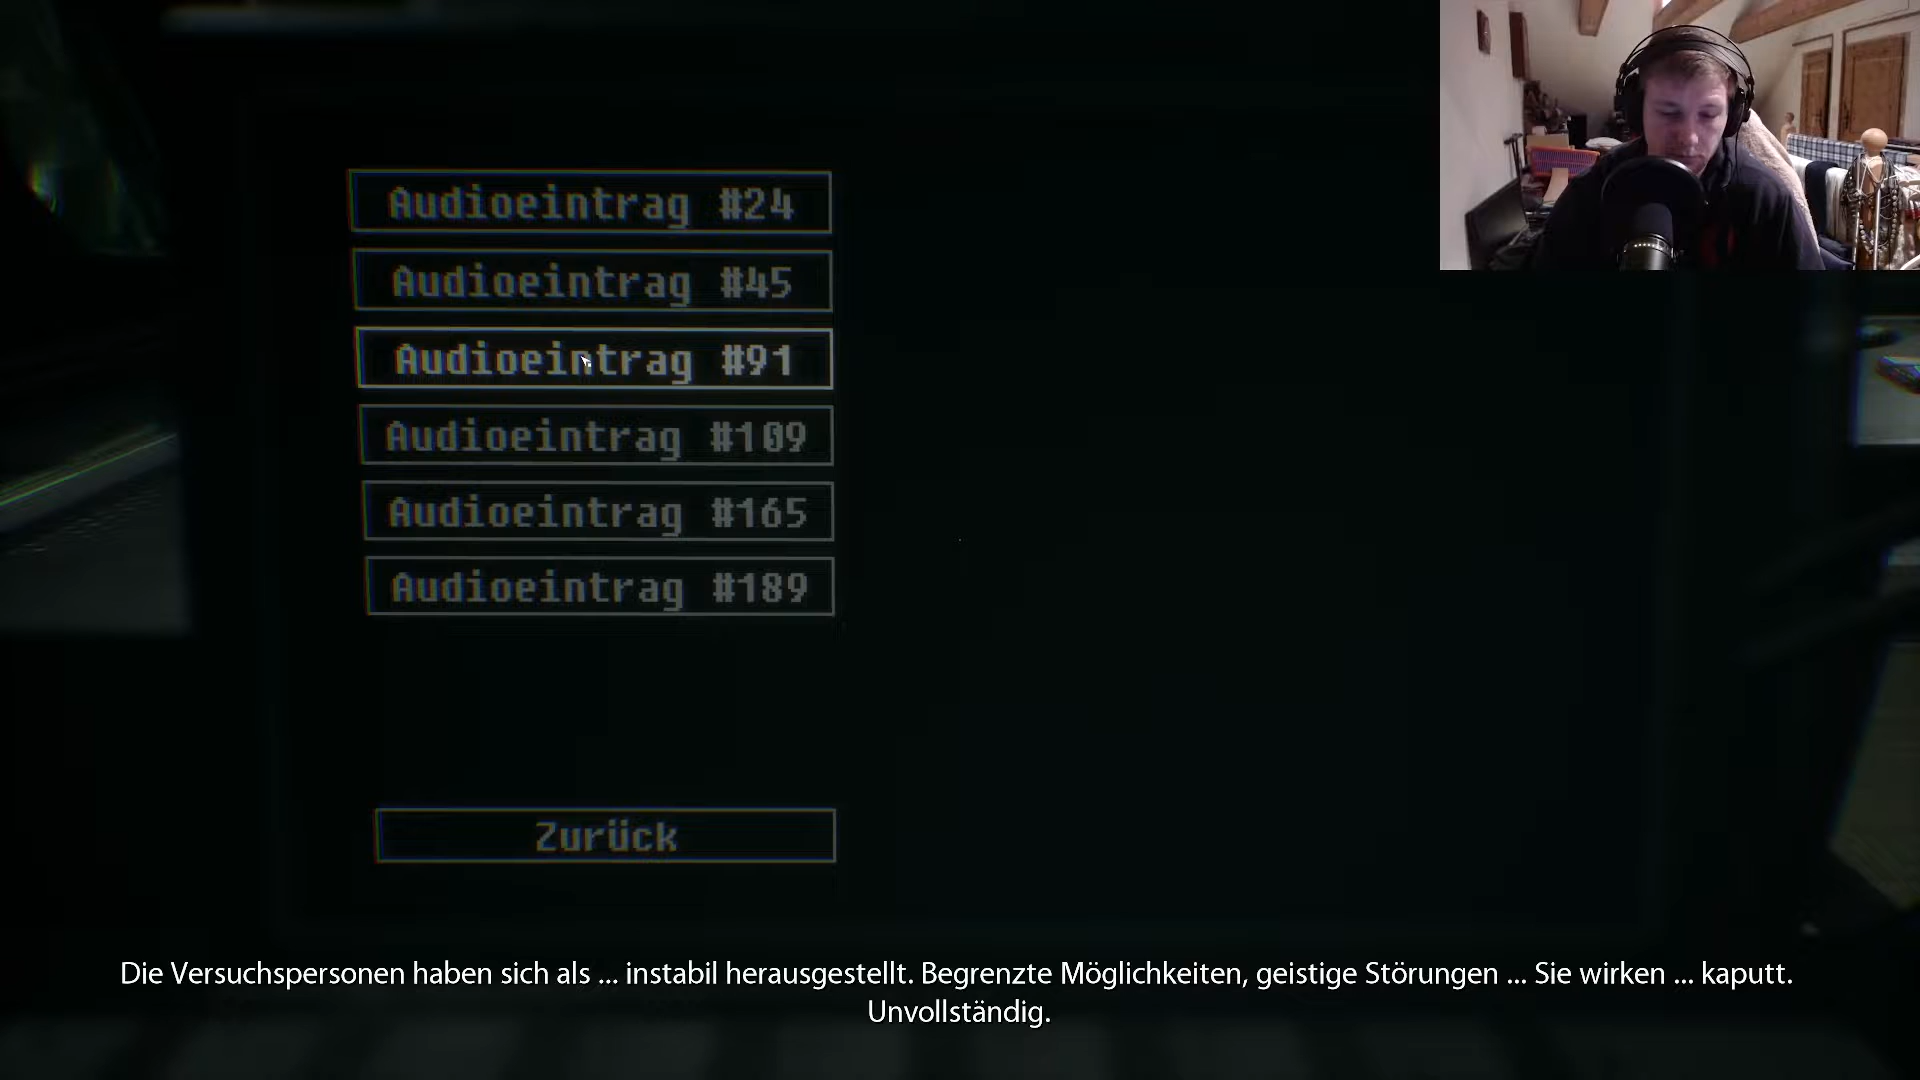 Audioeintrag #24
Audioeintrag #45
Audioeintrag #91
Audioeintrag #109
Audioeintrag #165
Audioeintrag #189
Zurück
Die Versuchspersonen haben sich als ... instabil herausgestellt. Begrenzte Möglichkeiten, geistige Störungen ... Sie wirken ... kaputt.
Unvollständig.